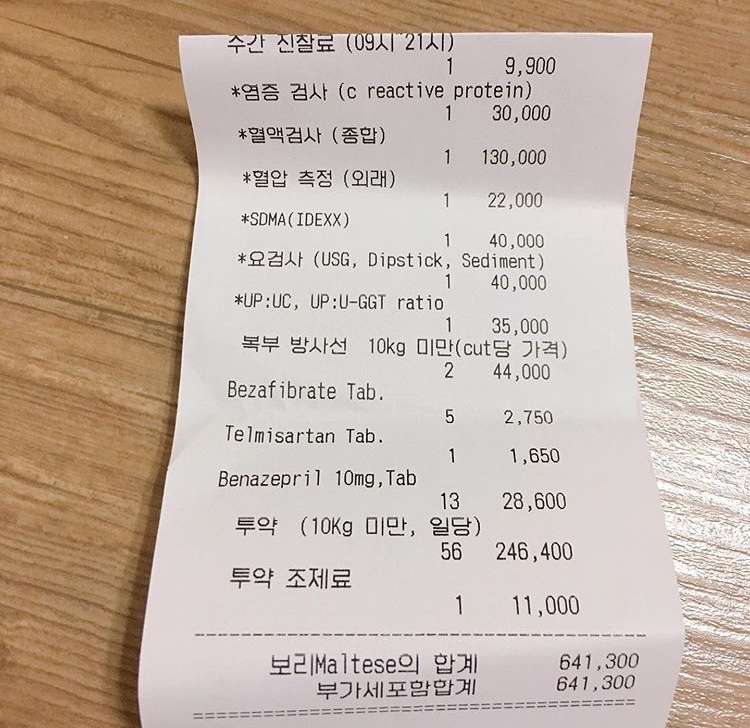 주간 신찰료 (09시~21시)
1 9,900
*염증 검사 (c reactive protein)
1 30,000
*혈액검사 (종합)
1 130,000
*혈압 측정 (외래)
1 22,000
*SDMA(IDEXX)
1 40,000
*요검사 (USG, Dipstick, Sediment)
1 40,000
*UP:UC, UP:U-GGT ratio
1 35,000
복부 방사선 10kg 미만(cut당 가격)
2 44,000
Bezafibrate Tab.
5 2,750
Telmisartan Tab.
1 1,650
Benazepril 10mg,Tab
13 28,600
투약 (10Kg 미만, 일당)
56 246,400
투약 조제료
1 11,000
보리Maltese의 합계 641,300
부가세포함합계 641,300